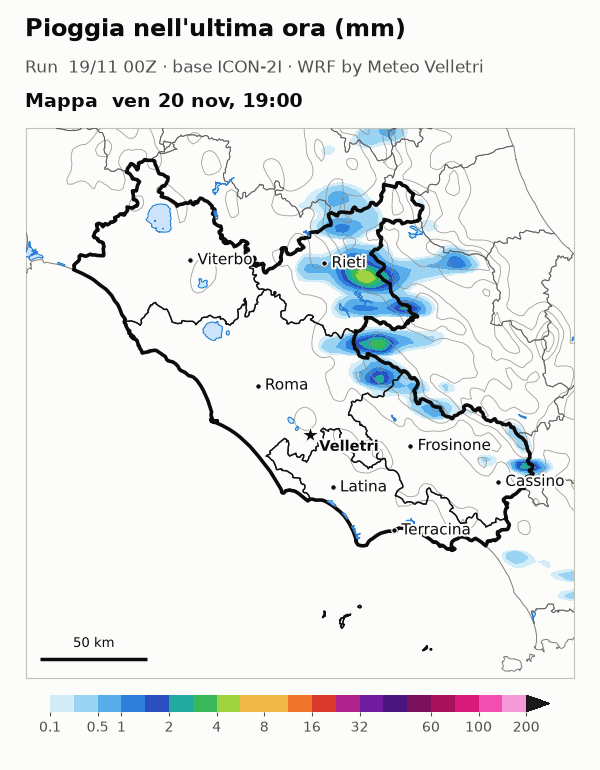 Pioggia nell'ultima ora (mm)
Run  19/11 00Z · base ICON-2I · WRF by Meteo Velletri
Mappa  ven 20 nov, 19:00
Viterbo
Rieti
Roma
Velletri
Frosinone
Latina
Cassino
Terracina
50 km
0.1 0.5 1 2 4 8 16 32 60 100 200